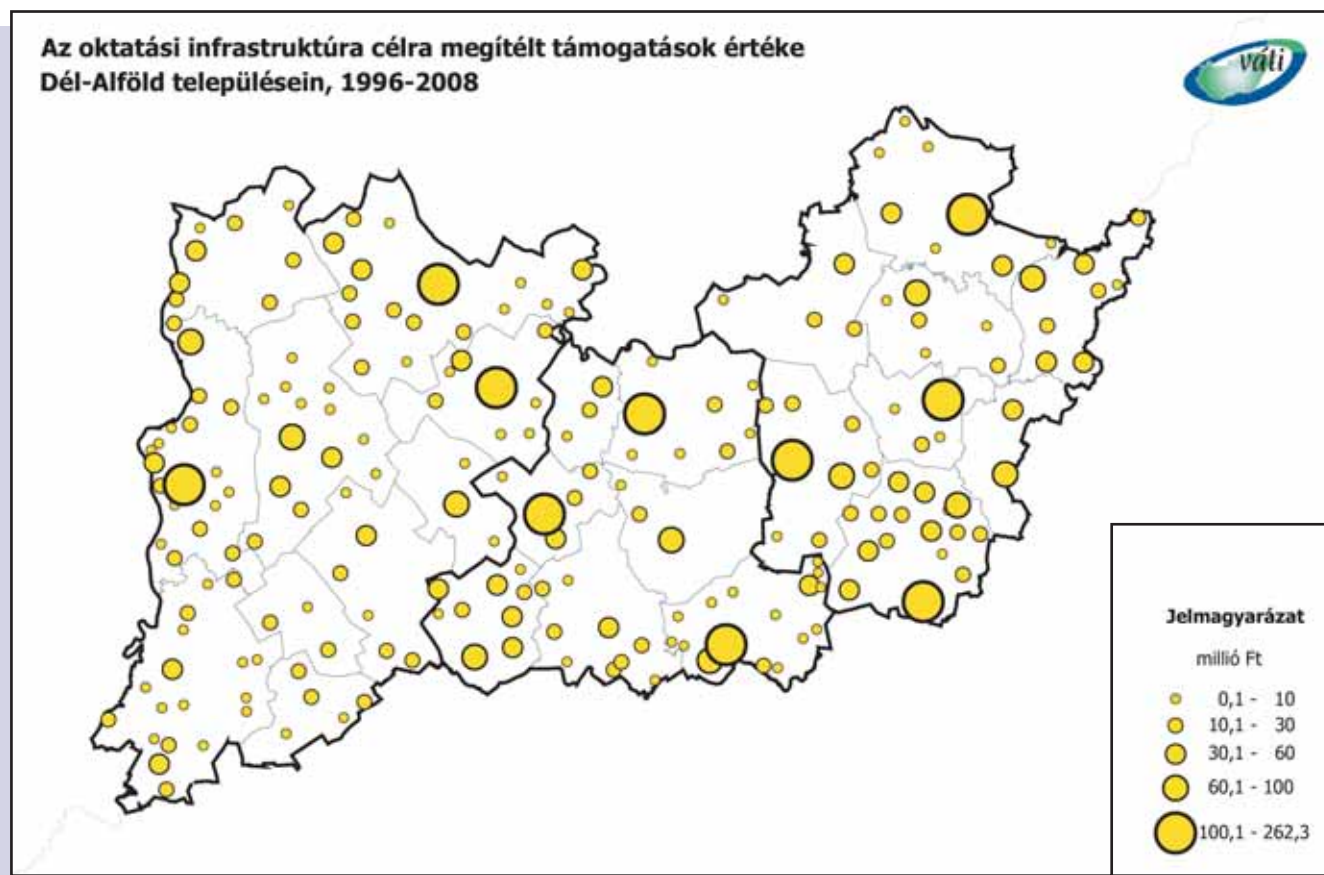 Az oktatási infrastruktúra célra megítélt támogatások értéke
Dél-Alföld településein, 1996-2008
váti
Jelmagyarázat
millió Ft
0,1 - 10
10,1 - 30
30,1 - 60
60,1 - 100
100,1 - 262,3